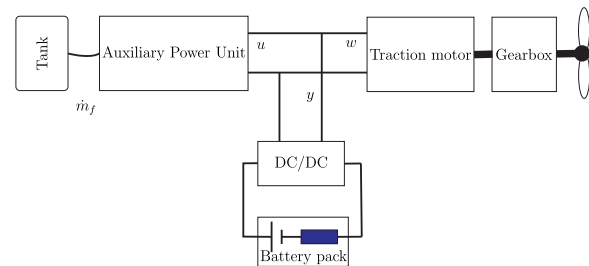 Tank
Auxiliary Power Unit
u
w
Traction motor
Gearbox
ṁ_f
y
DC/DC
Battery pack